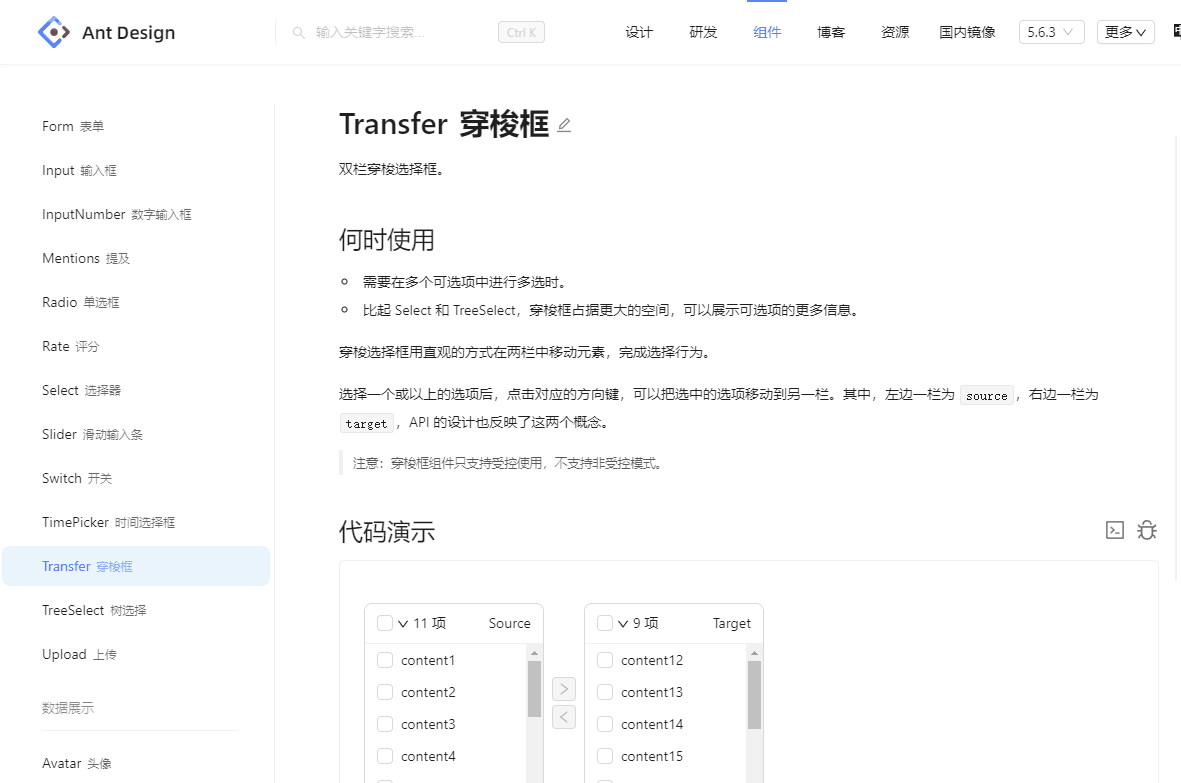 Ant Design
输入关键字搜索...
Ctrl K
设计
研发
组件
博客
资源
国内镜像
5.6.3
更多
Form 表单
Input 输入框
InputNumber 数字输入框
Mentions 提及
Radio 单选框
Rate 评分
Select 选择器
Slider 滑动输入条
Switch 开关
TimePicker 时间选择框
Transfer 穿梭框
TreeSelect 树选择
Upload 上传
数据展示
Avatar 头像
Transfer 穿梭框
双栏穿梭选择框。
何时使用
需要在多个可选项中进行多选时。
比起 Select 和 TreeSelect，穿梭框占据更大的空间，可以展示可选项的更多信息。
穿梭选择框用直观的方式在两栏中移动元素，完成选择行为。
选择一个或以上的选项后，点击对应的方向键，可以把选中的选项移动到另一栏。其中，左边一栏为 source，右边一栏为
target，API 的设计也反映了这两个概念。
注意：穿梭框组件只支持受控使用，不支持非受控模式。
代码演示
11 项 Source
content1
content2
content3
content4
9 项 Target
content12
content13
content14
content15